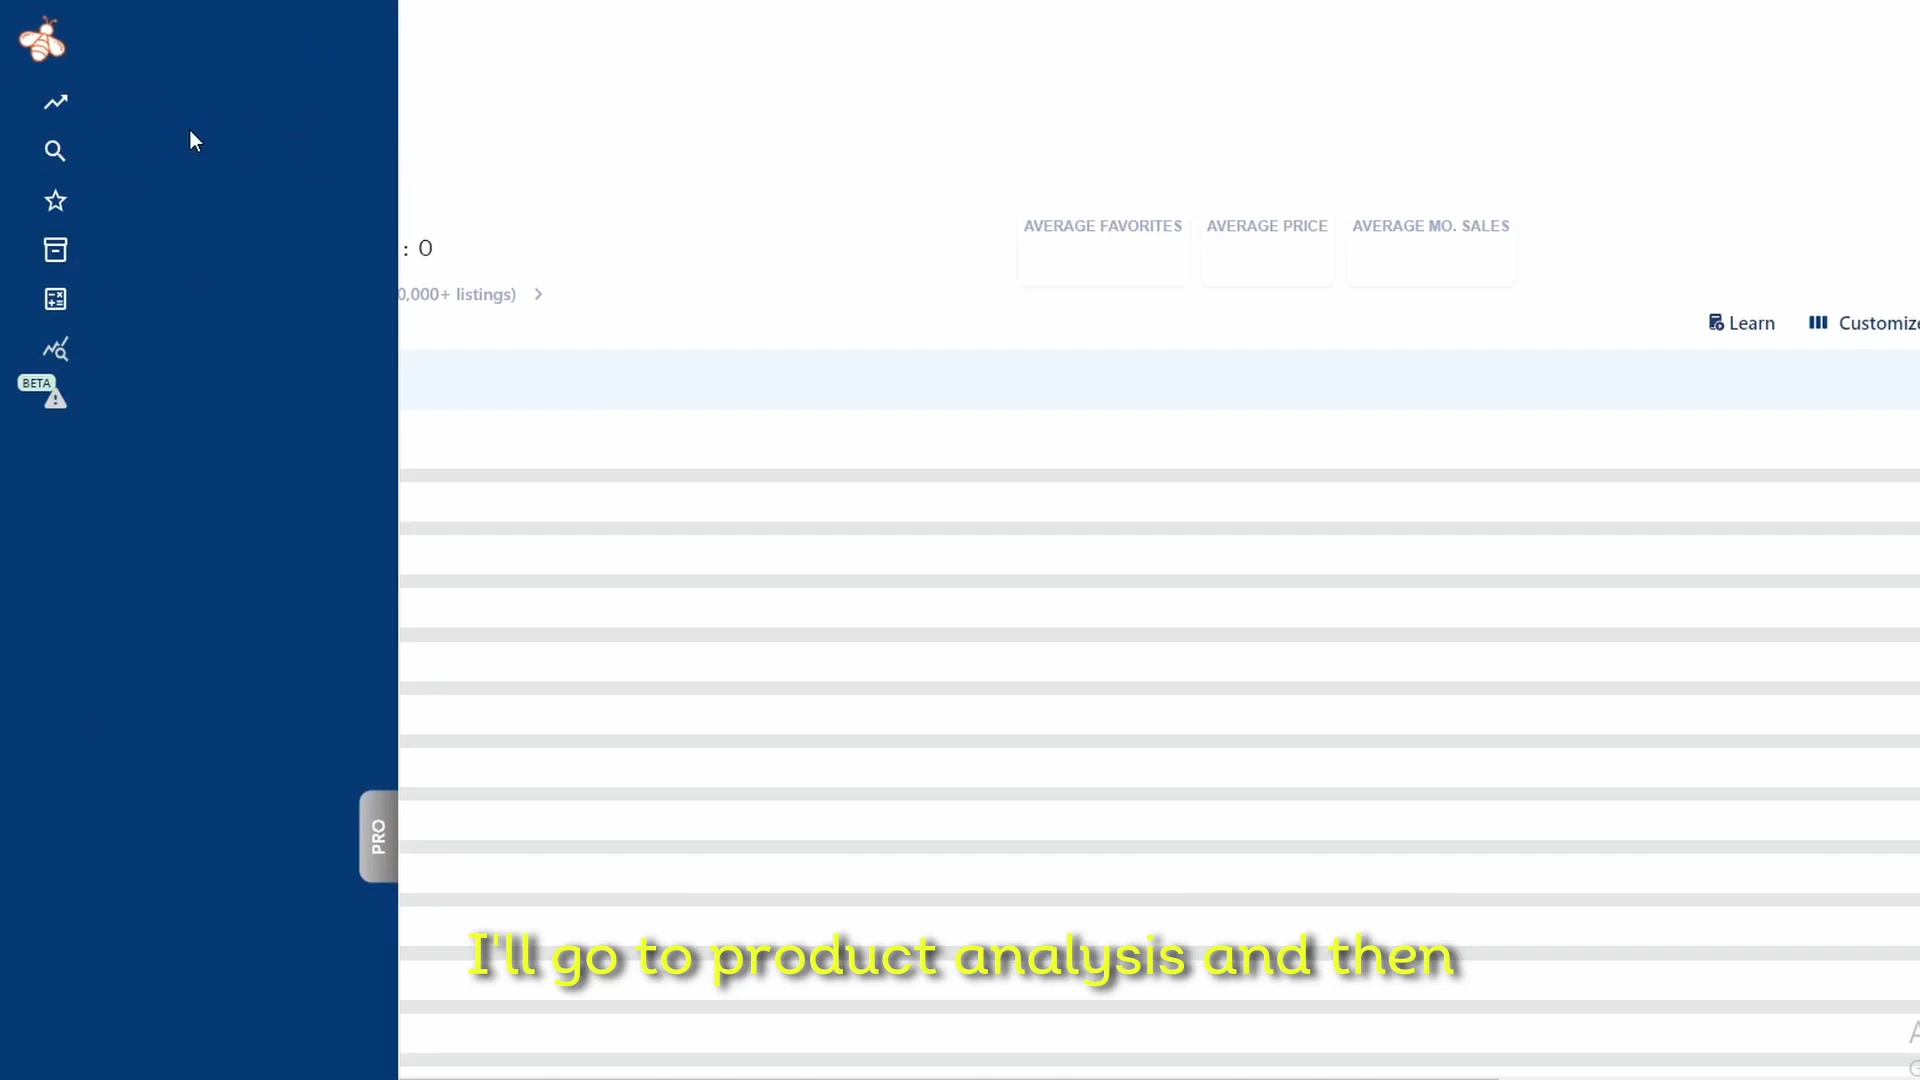 AVERAGE FAVORITES AVERAGE PRICE AVERAGE MO. SALES
: 0
0,000+ listings)
Learn Customize
BETA
PRO
I'll go to product analysis and then